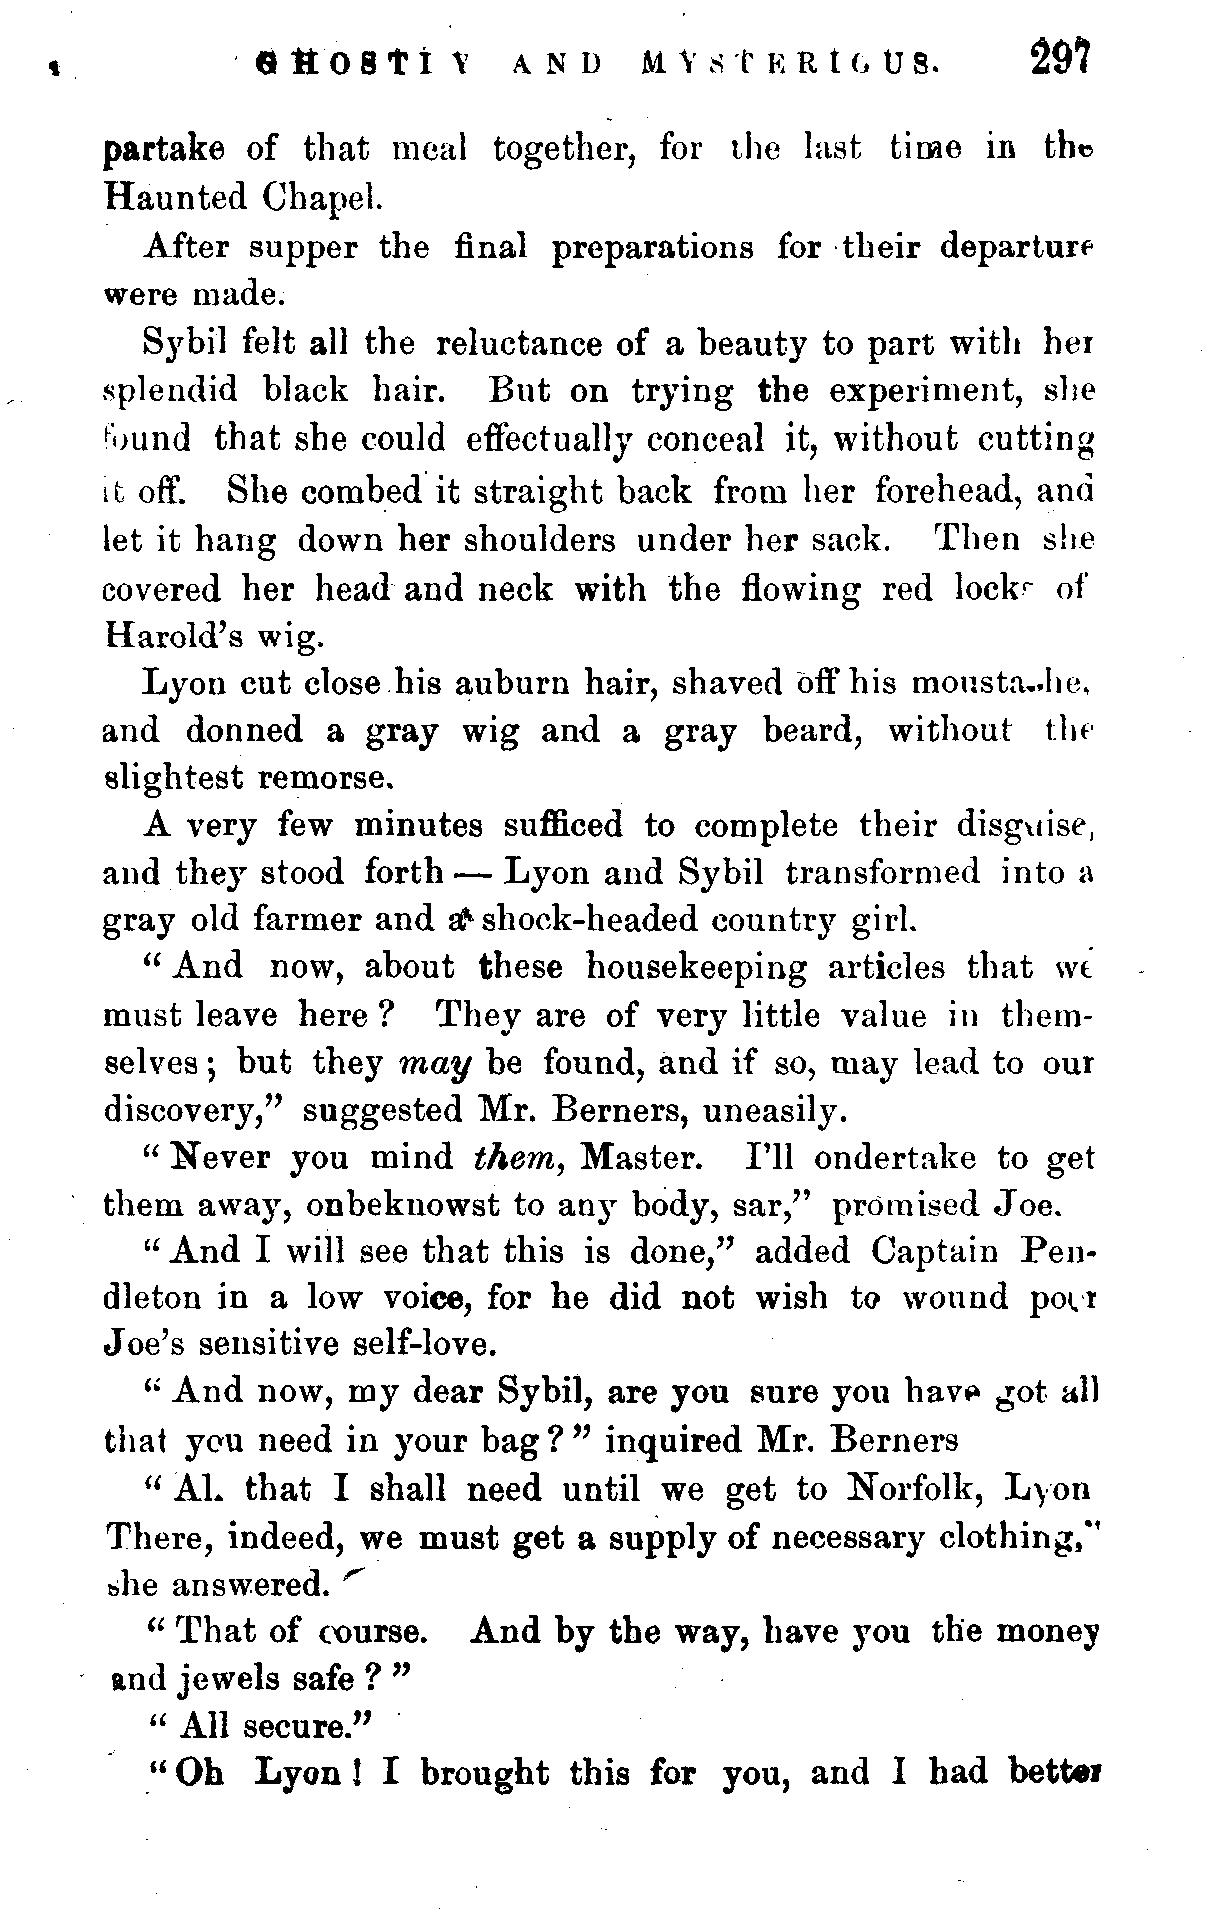 GHOSTLY AND MYSTERIOUS. 297
partake of that meal together, for the last time in the
Haunted Chapel.
After supper the final preparations for their departure
were made.
Sybil felt all the reluctance of a beauty to part with her
splendid black hair. But on trying the experiment, she
found that she could effectually conceal it, without cutting
it off. She combed it straight back from her forehead, and
let it hang down her shoulders under her sack. Then she
covered her head and neck with the flowing red locks of
Harold's wig.
Lyon cut close his auburn hair, shaved off his moustache,
and donned a gray wig and a gray beard, without the
slightest remorse.
A very few minutes sufficed to complete their disguise,
and they stood forth — Lyon and Sybil transformed into a
gray old farmer and a shock-headed country girl.
"And now, about these housekeeping articles that we
must leave here? They are of very little value in them-
selves; but they may be found, and if so, may lead to our
discovery," suggested Mr. Berners, uneasily.
"Never you mind them, Master. I'll ondertake to get
them away, onbeknowst to any body, sar," promised Joe.
"And I will see that this is done," added Captain Pen-
dleton in a low voice, for he did not wish to wound poor
Joe's sensitive self-love.
"And now, my dear Sybil, are you sure you have got all
that you need in your bag?" inquired Mr. Berners
"All that I shall need until we get to Norfolk, Lyon
There, indeed, we must get a supply of necessary clothing,"
she answered.
"That of course. And by the way, have you the money
and jewels safe?"
"All secure."
"Oh Lyon! I brought this for you, and I had better